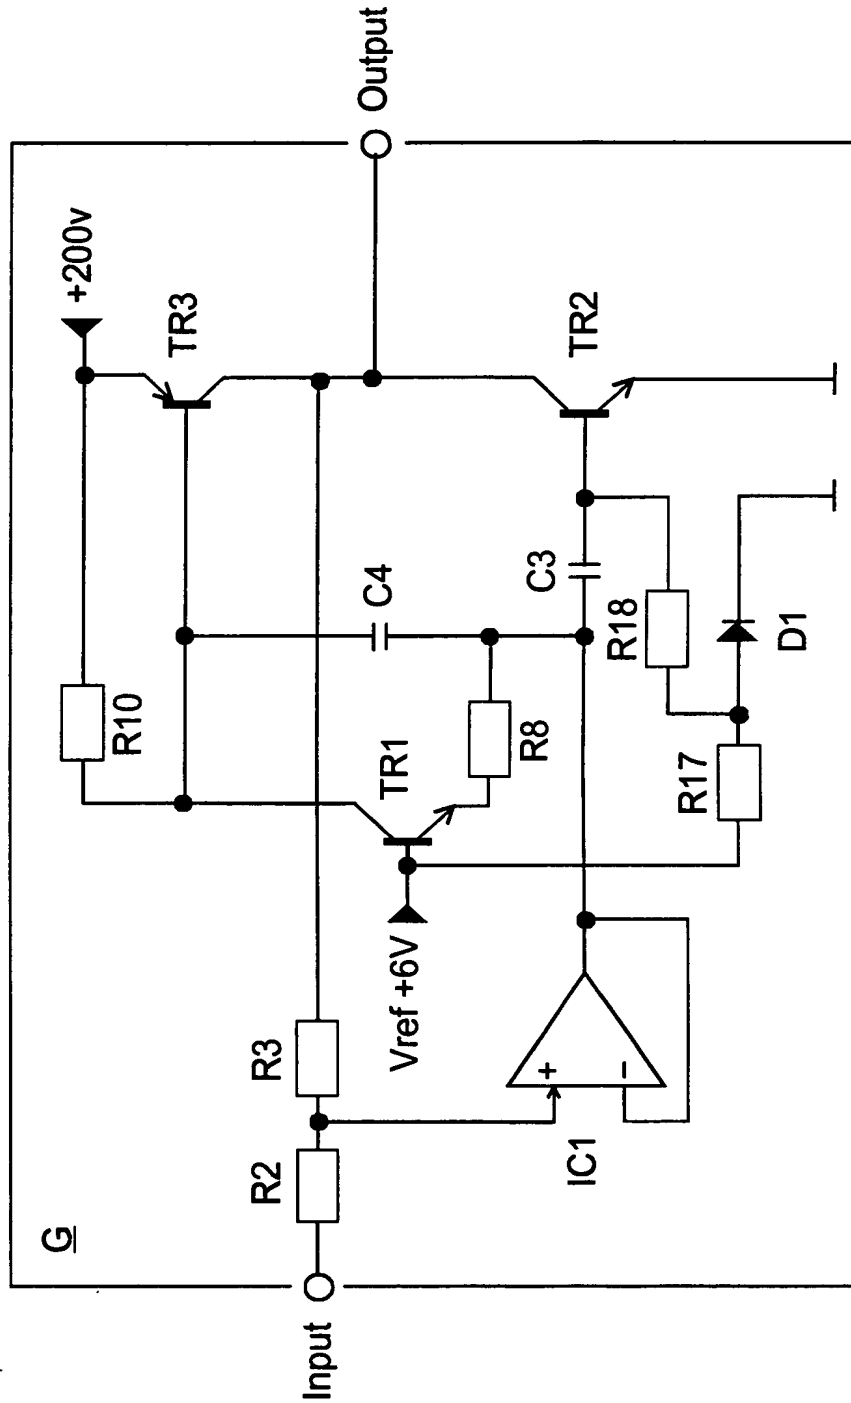 G
+200v
R10
TR3
Input
R2
R3
Output
C4
TR1
Vref +6V
R8
C3
TR2
+
−
IC1
R18
R17
D1